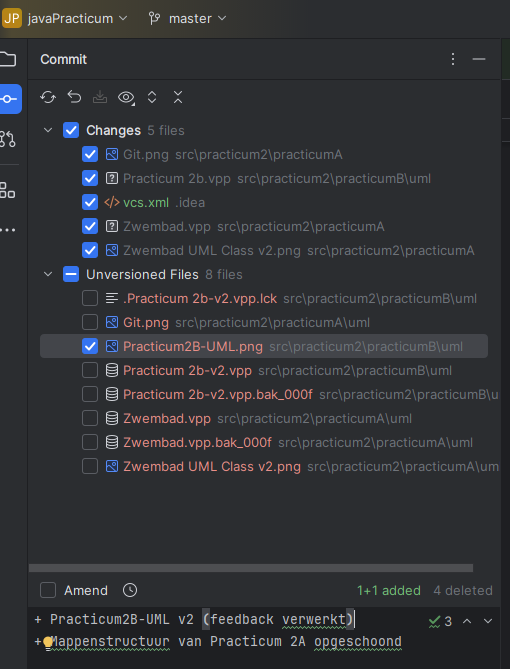 JP javaPracticum master
Commit
Changes 5 files
Git.png src\practicum2\practicumA
Practicum 2b.vpp src\practicum2\practicumB\uml
</> vcs.xml .idea
Zwembad.vpp src\practicum2\practicumA
Zwembad UML Class v2.png src\practicum2\practicumA
Unversioned Files 8 files
.Practicum 2b-v2.vpp.lck src\practicum2\practicumB\uml
Git.png src\practicum2\practicumA\uml
Practicum2B-UML.png src\practicum2\practicumB\uml
Practicum 2b-v2.vpp src\practicum2\practicumB\uml
Practicum 2b-v2.vpp.bak_000f src\practicum2\practicumB\u
Zwembad.vpp src\practicum2\practicumA\uml
Zwembad.vpp.bak_000f src\practicum2\practicumA\uml
Zwembad UML Class v2.png src\practicum2\practicumA\um
Amend 1+1 added 4 deleted
+ Practicum2B-UML v2 (feedback verwerkt) 3
+ Mappenstructuur van Practicum 2A opgeschoond